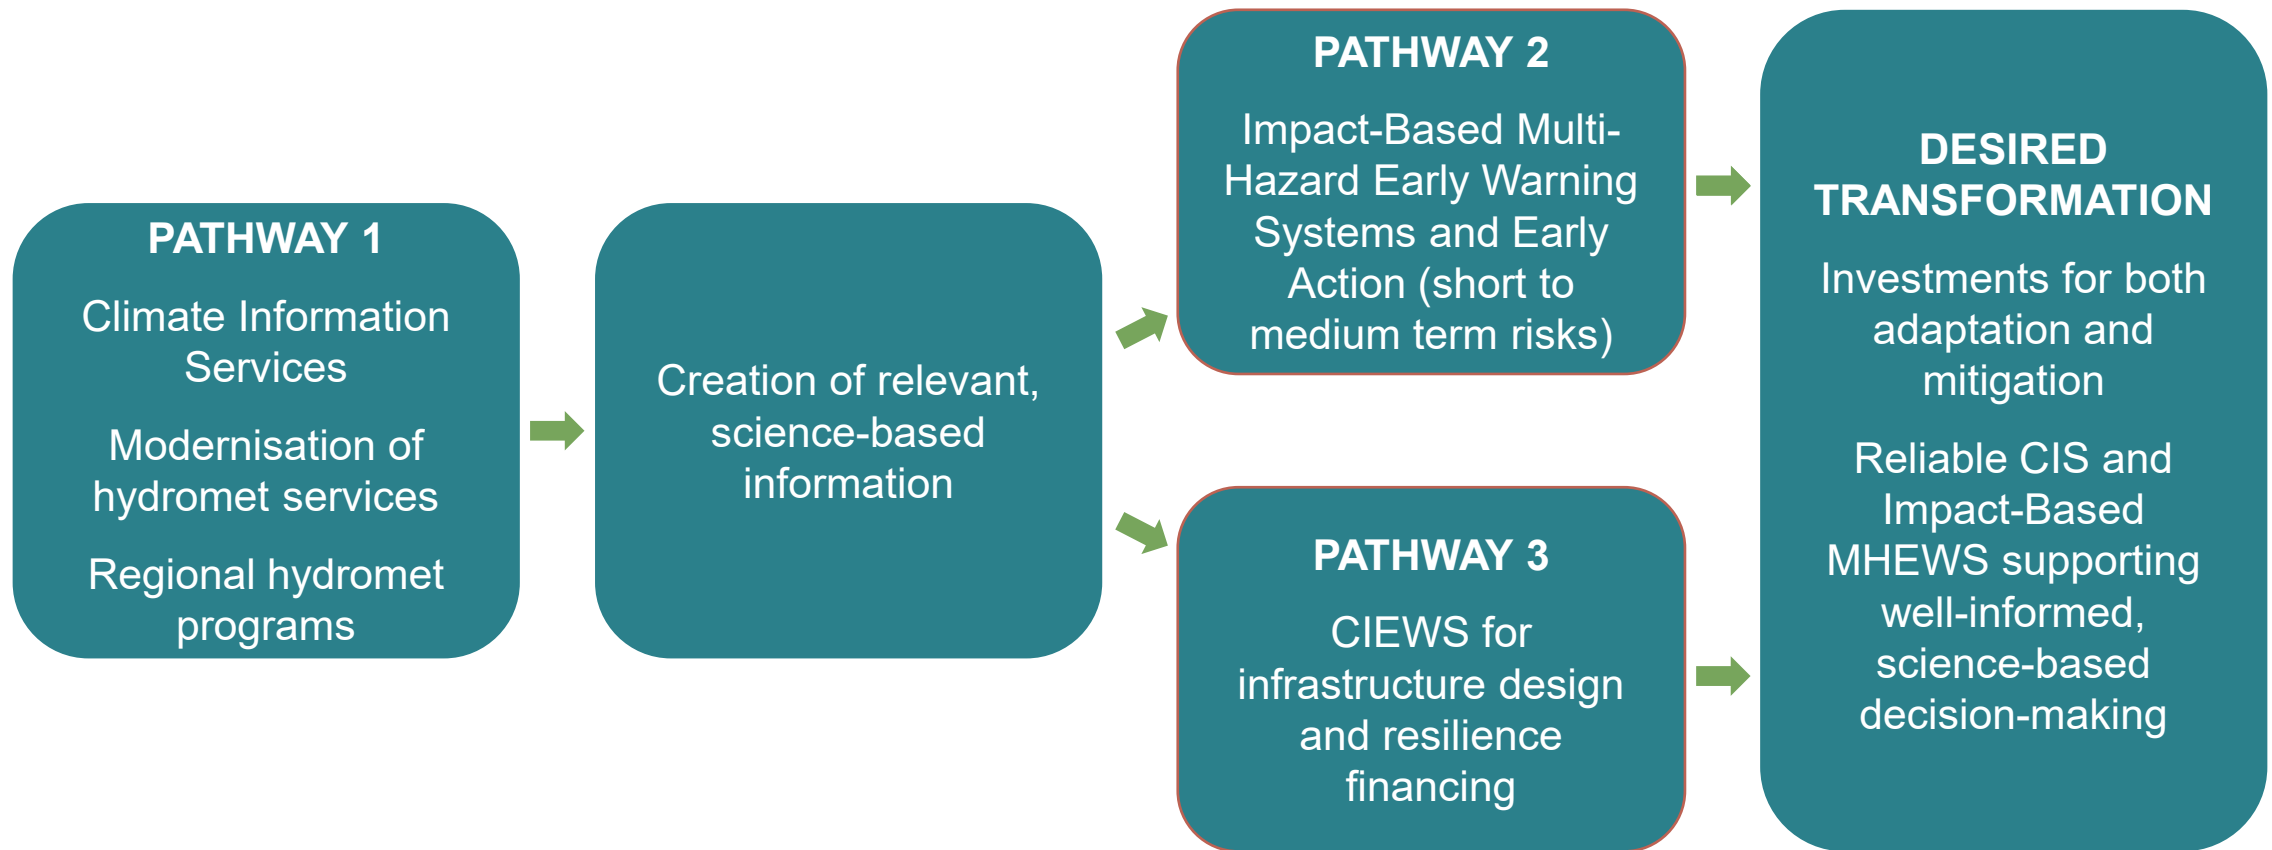 PATHWAY 1
Climate Information
Services
Modernisation of
hydromet services
Regional hydromet
programs
Creation of relevant,
science-based
information
PATHWAY 2
Impact-Based Multi-
Hazard Early Warning
Systems and Early
Action (short to
medium term risks)
PATHWAY 3
CIEWS for
infrastructure design
and resilience
financing
DESIRED
TRANSFORMATION
Investments for both
adaptation and
mitigation
Reliable CIS and
Impact-Based
MHEWS supporting
well-informed,
science-based
decision-making